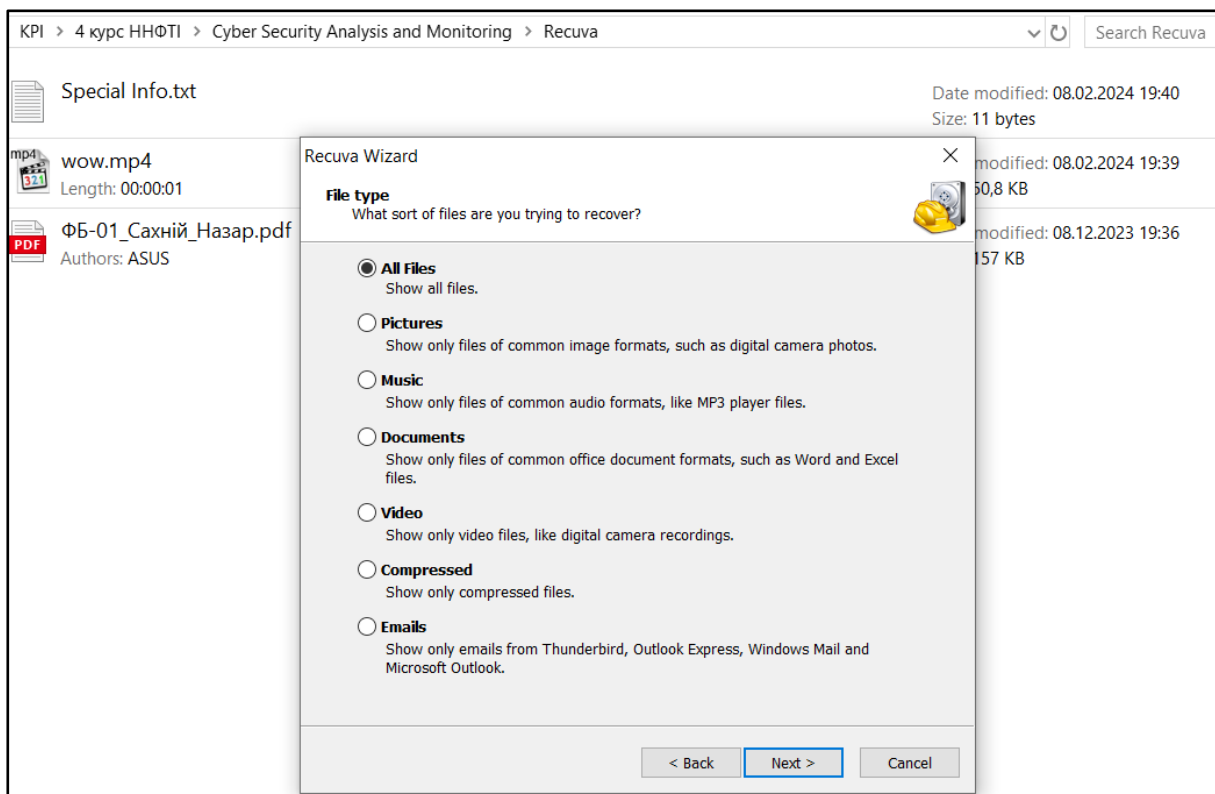 KPI > 4 курс ННФТІ > Cyber Security Analysis and Monitoring > Recuva
Search Recuva
Special Info.txt
Date modified: 08.02.2024 19:40
Size: 11 bytes
mp4
321
wow.mp4
modified: 08.02.2024 19:39
Length: 00:00:01
50,8 KB
PDF
ФБ-01_Сахній_Назар.pdf
modified: 08.12.2023 19:36
Authors: ASUS
157 KB
Recuva Wizard
File type
What sort of files are you trying to recover?
All Files
Show all files.
Pictures
Show only files of common image formats, such as digital camera photos.
Music
Show only files of common audio formats, like MP3 player files.
Documents
Show only files of common office document formats, such as Word and Excel
files.
Video
Show only video files, like digital camera recordings.
Compressed
Show only compressed files.
Emails
Show only emails from Thunderbird, Outlook Express, Windows Mail and
Microsoft Outlook.
< Back
Next >
Cancel